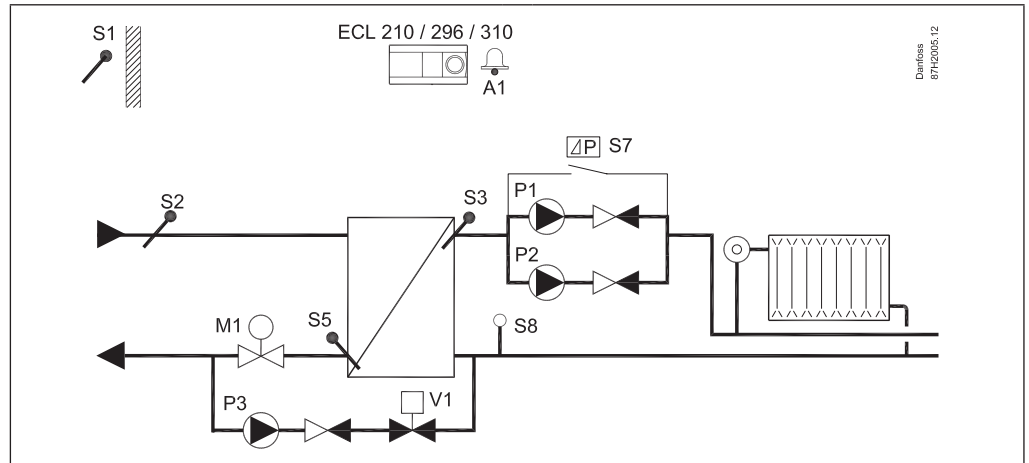 S1
ECL 210 / 296 / 310
A1
Danfoss
87H2005.12
⊿P S7
P1
S2
S3
P2
M1
S5
S8
P3
V1